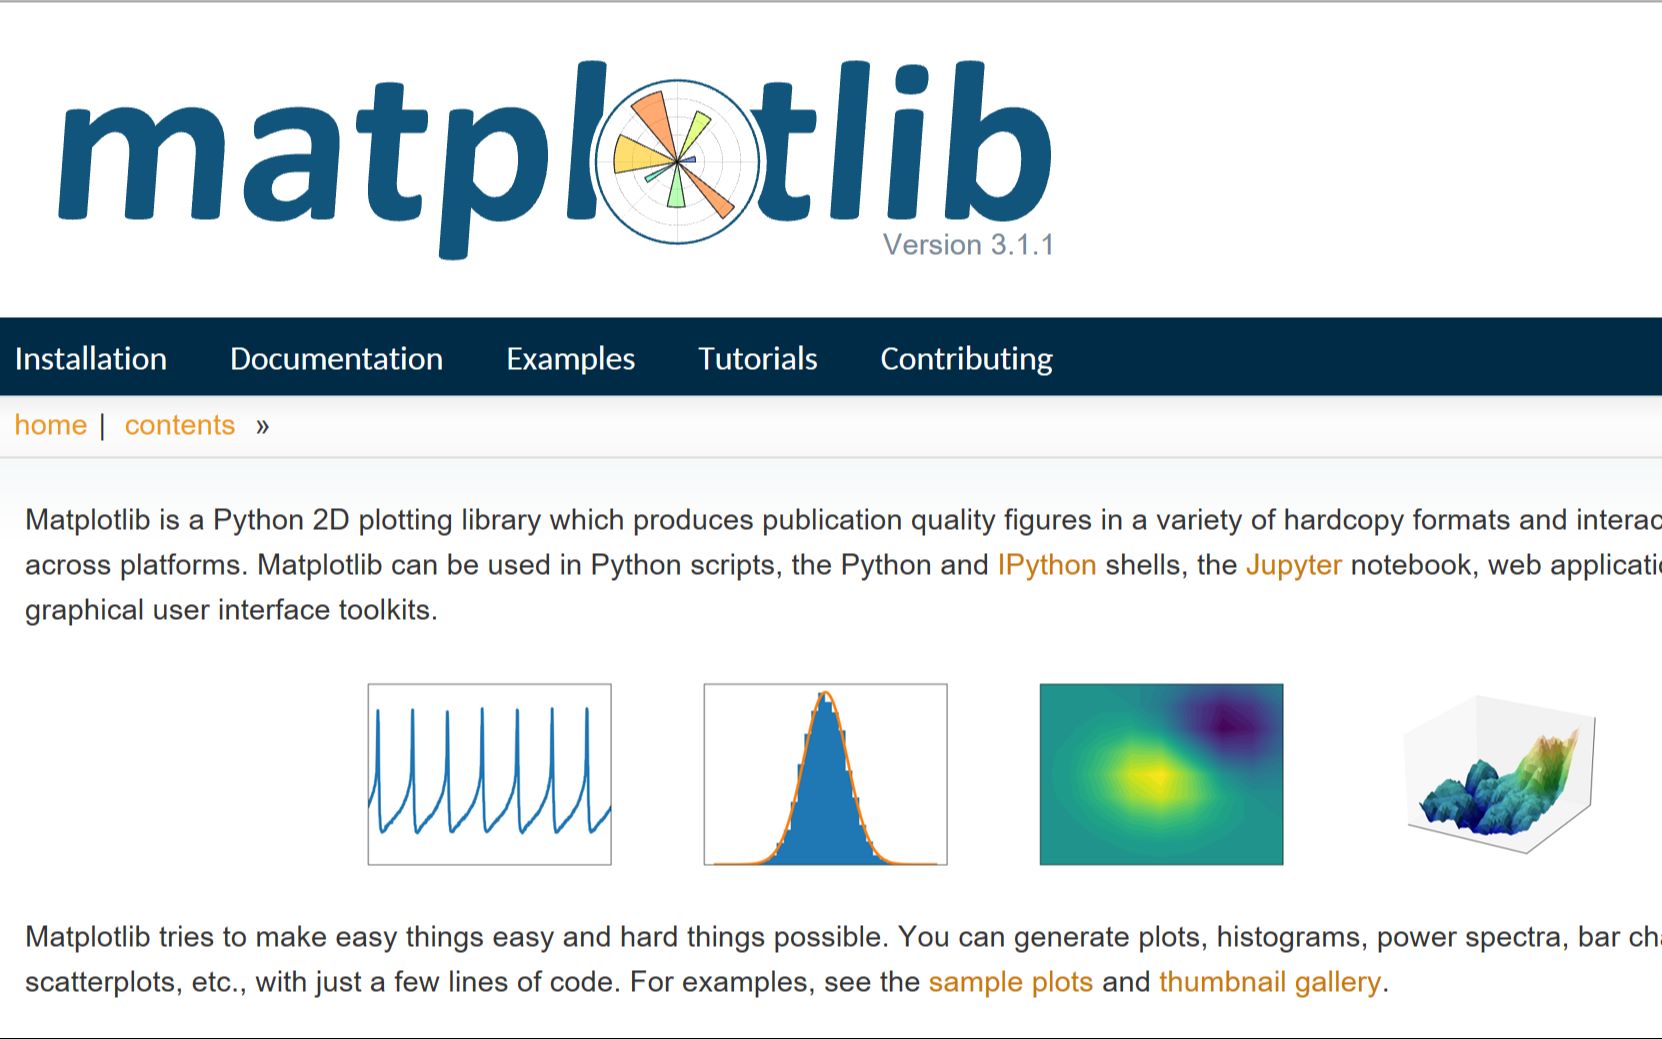 matplotlib
Version 3.1.1
Installation Documentation Examples Tutorials Contributing
home | contents »
Matplotlib is a Python 2D plotting library which produces publication quality figures in a variety of hardcopy formats and interac
across platforms. Matplotlib can be used in Python scripts, the Python and IPython shells, the Jupyter notebook, web applicati
graphical user interface toolkits.
Matplotlib tries to make easy things easy and hard things possible. You can generate plots, histograms, power spectra, bar ch
scatterplots, etc., with just a few lines of code. For examples, see the sample plots and thumbnail gallery.